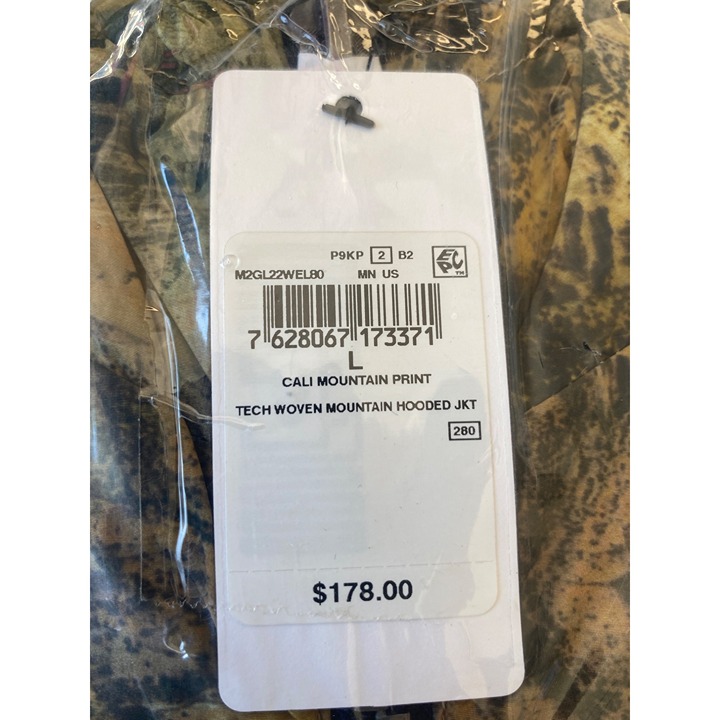 P9KP 2 B2
EPC™
M2GL22WEL80 MN US
7 628067 173371
L
CALI MOUNTAIN PRINT
TECH WOVEN MOUNTAIN HOODED JKT
280
$178.00